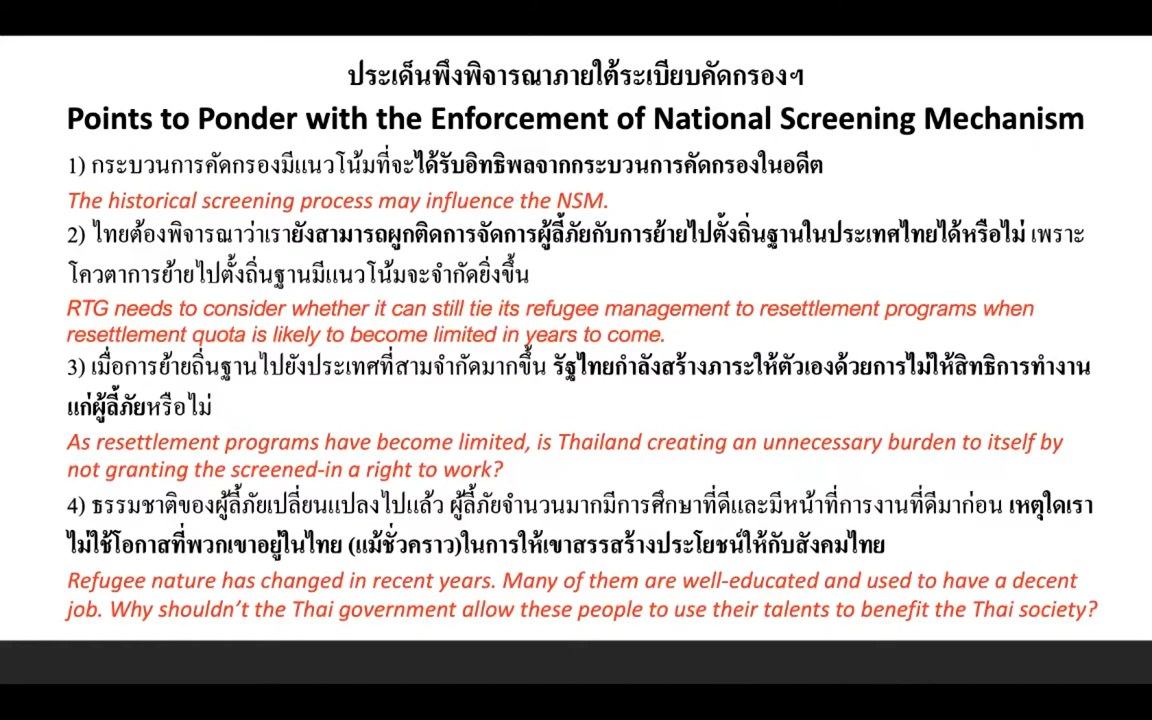 ประเด็นพึงพิจารณาภายใต้ระเบียบคัดกรองฯ
Points to Ponder with the Enforcement of National Screening Mechanism
1) กระบวนการคัดกรองมีแนวโน้มที่จะได้รับอิทธิพลจากกระบวนการคัดกรองในอดีต
The historical screening process may influence the NSM.
2) ไทยต้องพิจารณาว่าเรายังสามารถผูกติดการจัดการผู้ลี้ภัยกับการย้ายไปตั้งถิ่นฐานในประเทศไทยได้หรือไม่ เพราะ
โควตาการย้ายไปตั้งถิ่นฐานมีแนวโน้มจะจำกัดยิ่งขึ้น
RTG needs to consider whether it can still tie its refugee management to resettlement programs when
resettlement quota is likely to become limited in years to come.
3) เมื่อการย้ายถิ่นฐานไปยังประเทศที่สามจำกัดมากขึ้น รัฐไทยกำลังสร้างภาระให้ตัวเองด้วยการไม่ให้สิทธิการทำงาน
แก่ผู้ลี้ภัยหรือไม่
As resettlement programs have become limited, is Thailand creating an unnecessary burden to itself by
not granting the screened-in a right to work?
4) ธรรมชาติของผู้ลี้ภัยเปลี่ยนแปลงไปแล้ว ผู้ลี้ภัยจำนวนมากมีการศึกษาที่ดีและมีหน้าที่การงานที่ดีมาก่อน เหตุใดเรา
ไม่ใช้โอกาสที่พวกเขาอยู่ในไทย (แม้ชั่วคราว)ในการให้เขาสรรสร้างประโยชน์ให้กับสังคมไทย
Refugee nature has changed in recent years. Many of them are well-educated and used to have a decent
job. Why shouldn't the Thai government allow these people to use their talents to benefit the Thai society?